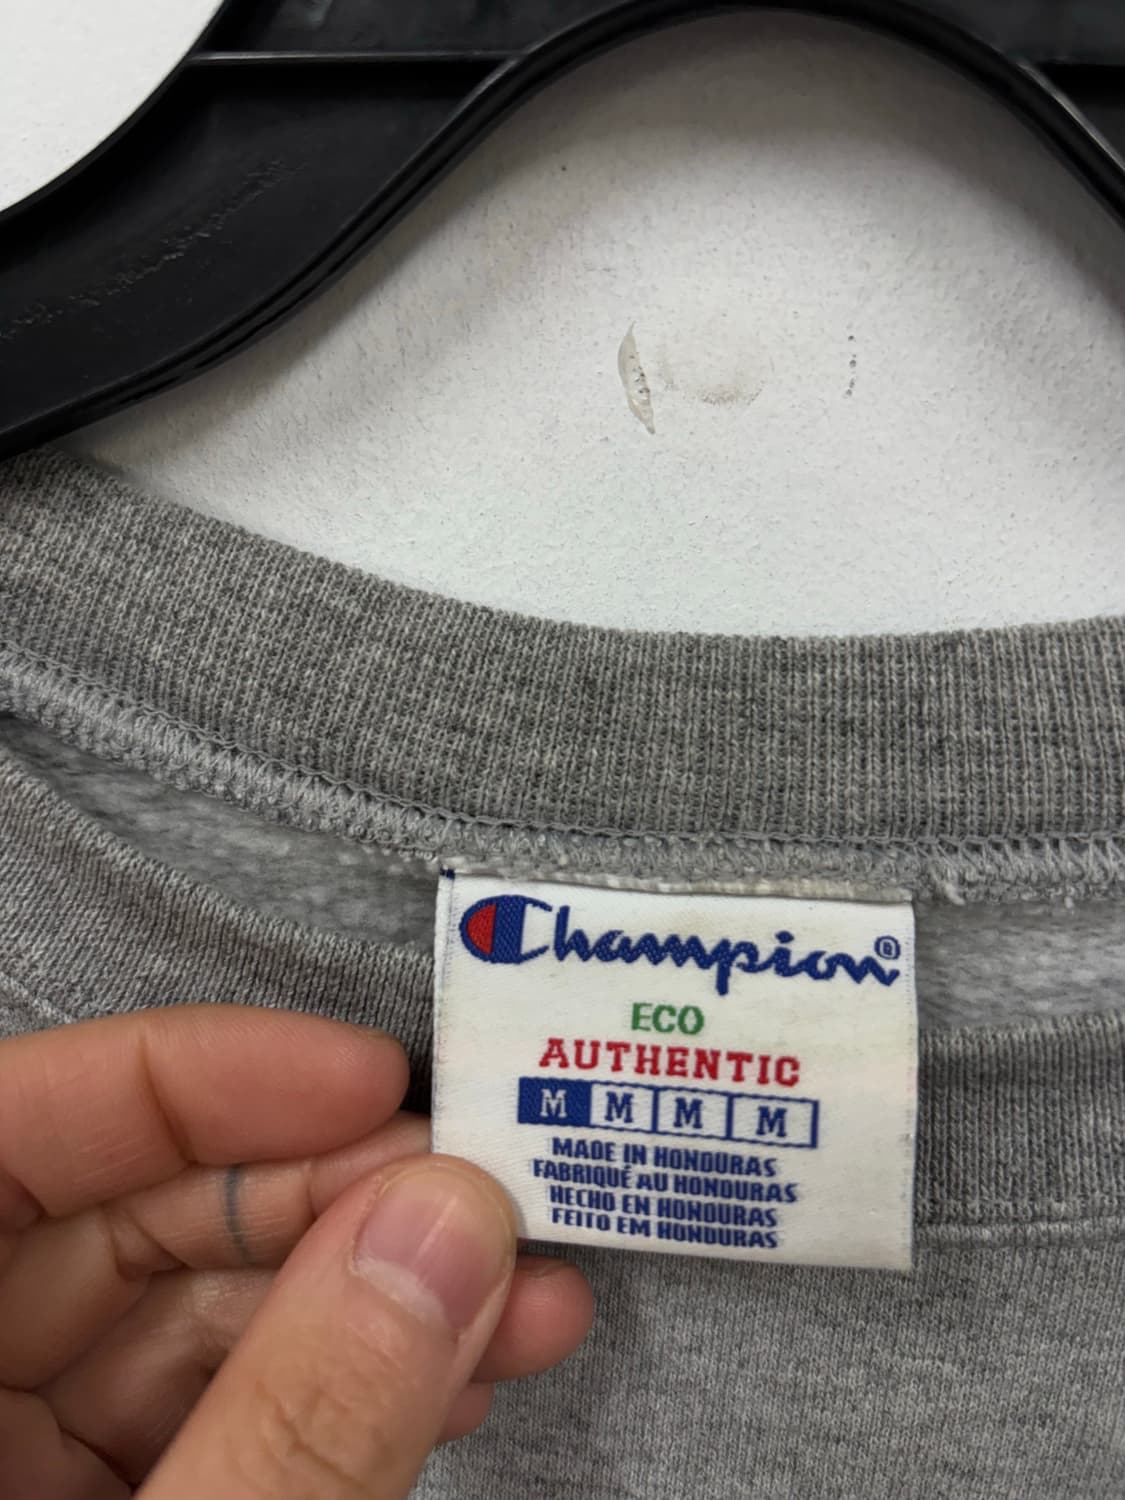 Champion®
ECO
AUTHENTIC
M M M M
MADE IN HONDURAS
FABRIQUÉ AU HONDURAS
HECHO EN HONDURAS
FEITO EM HONDURAS